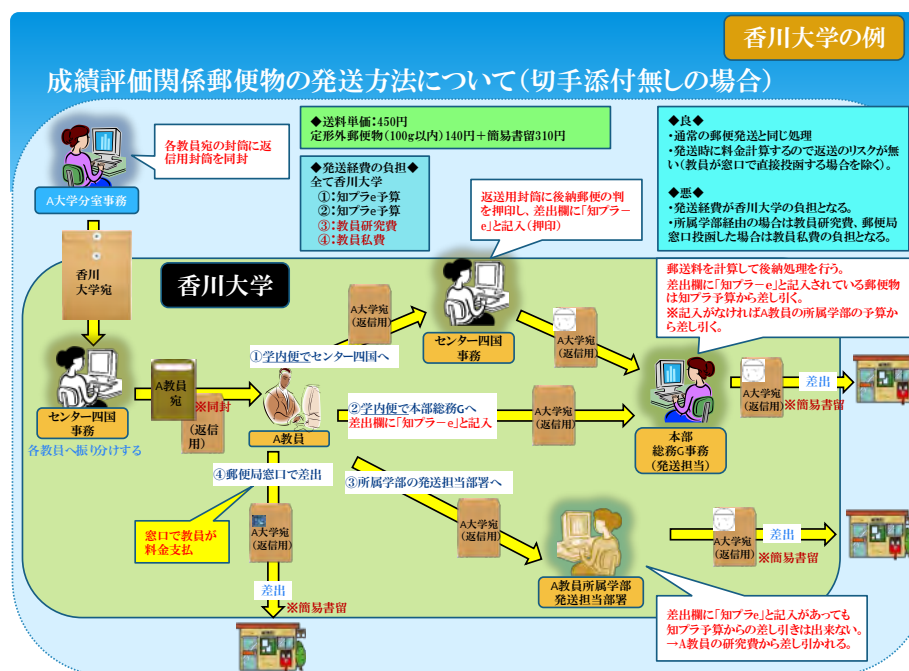 香川大学の例
成績評価関係郵便物の発送方法について(切手添付無しの場合)
各教員宛の封筒に返
信用封筒を同封
A大学分室事務
◆送料単価:450円
定形外郵便物(100g以内)140円+簡易書留310円
◆発送経費の負担◆
全て香川大学
①:知プラe予算
②:知プラe予算
③:教員研究費
④:教員私費
返送用封筒に後納郵便の判
を押印し、差出欄に「知プラー
e」と記入(押印)
◆良◆
・通常の郵便発送と同じ処理
・発送時に料金計算するので返送のリスクが無
い(教員が窓口で直接投函する場合を除く)。
◆悪◆
・発送経費が香川大学の負担となる。
・所属学部経由の場合は教員研究費、郵便局
窓口投函した場合は教員私費の負担となる。
香川
大学宛
香川大学
郵送料を計算して後納処理を行う。
差出欄に「知プラーe」と記入されている郵便物
は知プラ予算から差し引く。
※記入がなければA教員の所属学部の予算か
ら差し引く。
A大学宛
(返信用)
センター四国
事務
A大学宛
(返信用)
①学内便でセンター四国へ
センター四国
事務
各教員へ振り分けする
A教員
宛
※同封
(返信
用)
A教員
②学内便で本部総務Gへ
差出欄に「知プラーe」と記入
A大学宛
(返信用)
本部
総務G事務
(発送担当)
A大学宛
(返信用)
差出
※簡易書留
④郵便局窓口で差出
③所属学部の発送担当部署へ
窓口で教員が
料金支払
A大学宛
(返信用)
A大学宛
(返信用)
A教員所属学部
発送担当部署
A大学宛
(返信用)
差出
※簡易書留
差出
※簡易書留
差出欄に「知プラe」と記入があっても
知プラ予算からの差し引きは出来ない。
→A教員の研究費から差し引かれる。